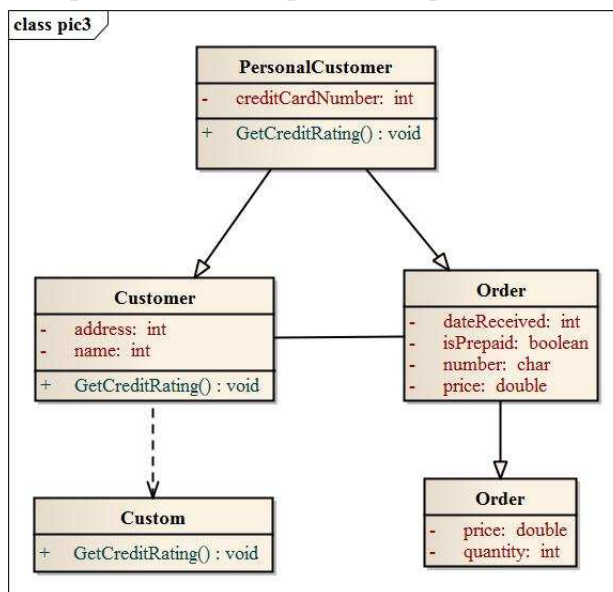 class pic3
PersonalCustomer
- creditCardNumber: int
+ GetCreditRating() : void
Customer
- address: int
- name: int
+ GetCreditRating() : void
Order
- dateReceived: int
- isPrepaid: boolean
- number: char
- price: double
Custom
+ GetCreditRating() : void
Order
- price: double
- quantity: int